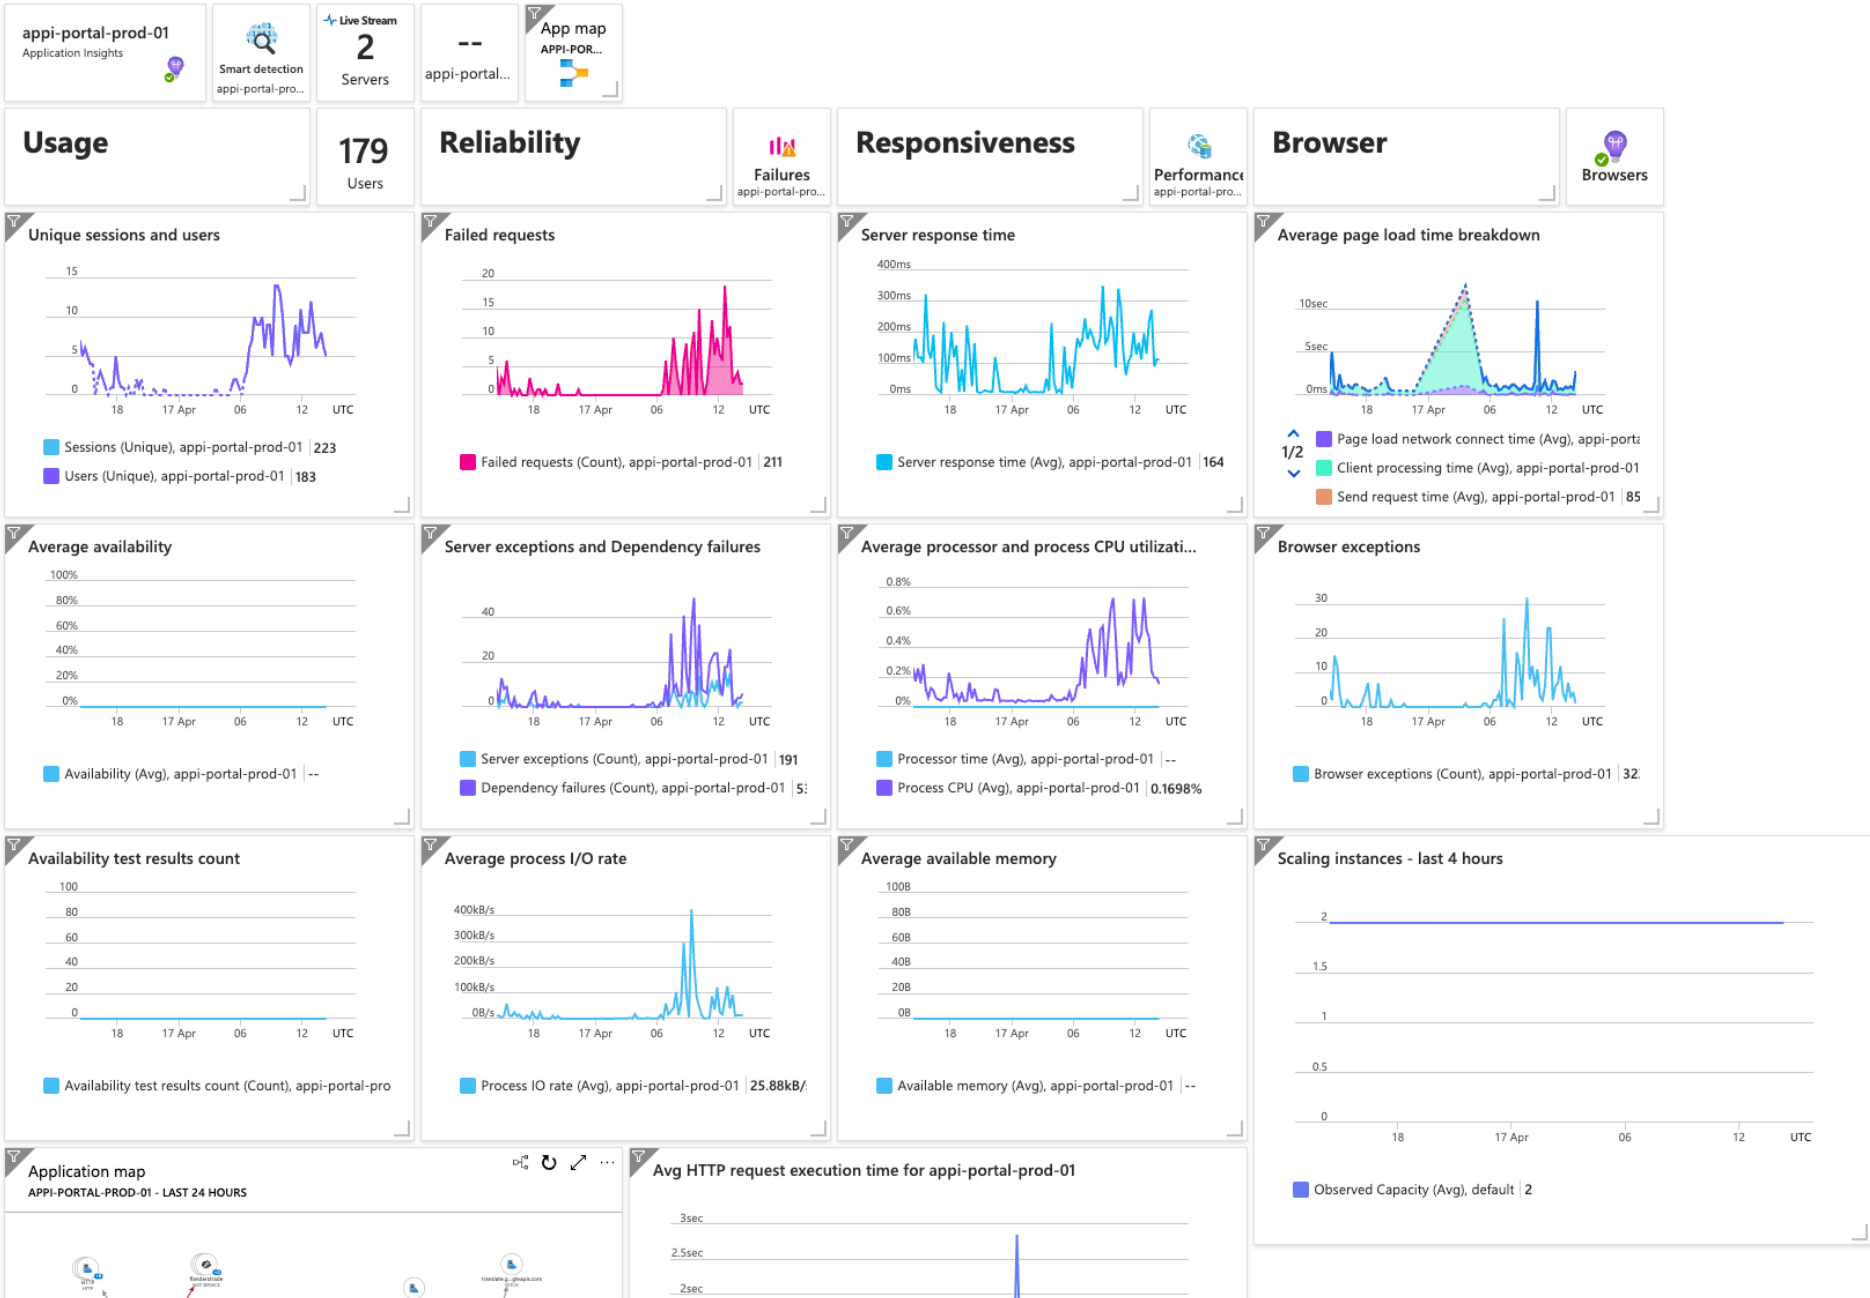 appi-portal-prod-01
Application Insights
Smart detection
appi-portal-pro...
Live Stream
2
Servers
--
appi-portal...
App map
APPI-POR...
Usage
179
Users
Reliability
Failures
appi-portal-pro...
Responsiveness
Performance
appi-portal-pro...
Browser
Browsers
Unique sessions and users
15
10
5
0
18
17 Apr
06
12
UTC
Sessions (Unique), appi-portal-prod-01 223
Users (Unique), appi-portal-prod-01 183
Failed requests
20
15
10
5
0
18
17 Apr
06
12
UTC
Failed requests (Count), appi-portal-prod-01 211
Server response time
400ms
300ms
200ms
100ms
0ms
18
17 Apr
06
12
UTC
Server response time (Avg), appi-portal-prod-01 164
Average page load time breakdown
10sec
5sec
0ms
18
17 Apr
06
12
UTC
1/2
Page load network connect time (Avg), appi-porta
Client processing time (Avg), appi-portal-prod-01
Send request time (Avg), appi-portal-prod-01 85
Average availability
100%
80%
60%
40%
20%
0%
18
17 Apr
06
12
UTC
Availability (Avg), appi-portal-prod-01 --
Server exceptions and Dependency failures
40
20
0
18
17 Apr
06
12
UTC
Server exceptions (Count), appi-portal-prod-01 191
Dependency failures (Count), appi-portal-prod-01
Average processor and process CPU utilizati...
0.8%
0.6%
0.4%
0.2%
0%
18
17 Apr
06
12
UTC
Processor time (Avg), appi-portal-prod-01 --
Process CPU (Avg), appi-portal-prod-01 0.1698%
Browser exceptions
30
20
10
0
18
17 Apr
06
12
UTC
Browser exceptions (Count), appi-portal-prod-01 32
Availability test results count
100
80
60
40
20
0
18
17 Apr
06
12
UTC
Availability test results count (Count), appi-portal-pro
Average process I/O rate
400kB/s
300kB/s
200kB/s
100kB/s
0B/s
18
17 Apr
06
12
UTC
Process IO rate (Avg), appi-portal-prod-01 25.88kB/
Average available memory
100B
80B
60B
40B
20B
0B
18
17 Apr
06
12
UTC
Available memory (Avg), appi-portal-prod-01 --
Scaling instances - last 4 hours
2
1.5
1
0.5
0
18
17 Apr
06
12
UTC
Observed Capacity (Avg), default 2
Application map
APPI-PORTAL-PROD-01 - LAST 24 HOURS
HTTP
HTTP
Avg HTTP request execution time for appi-portal-prod-01
3sec
2.5sec
2sec